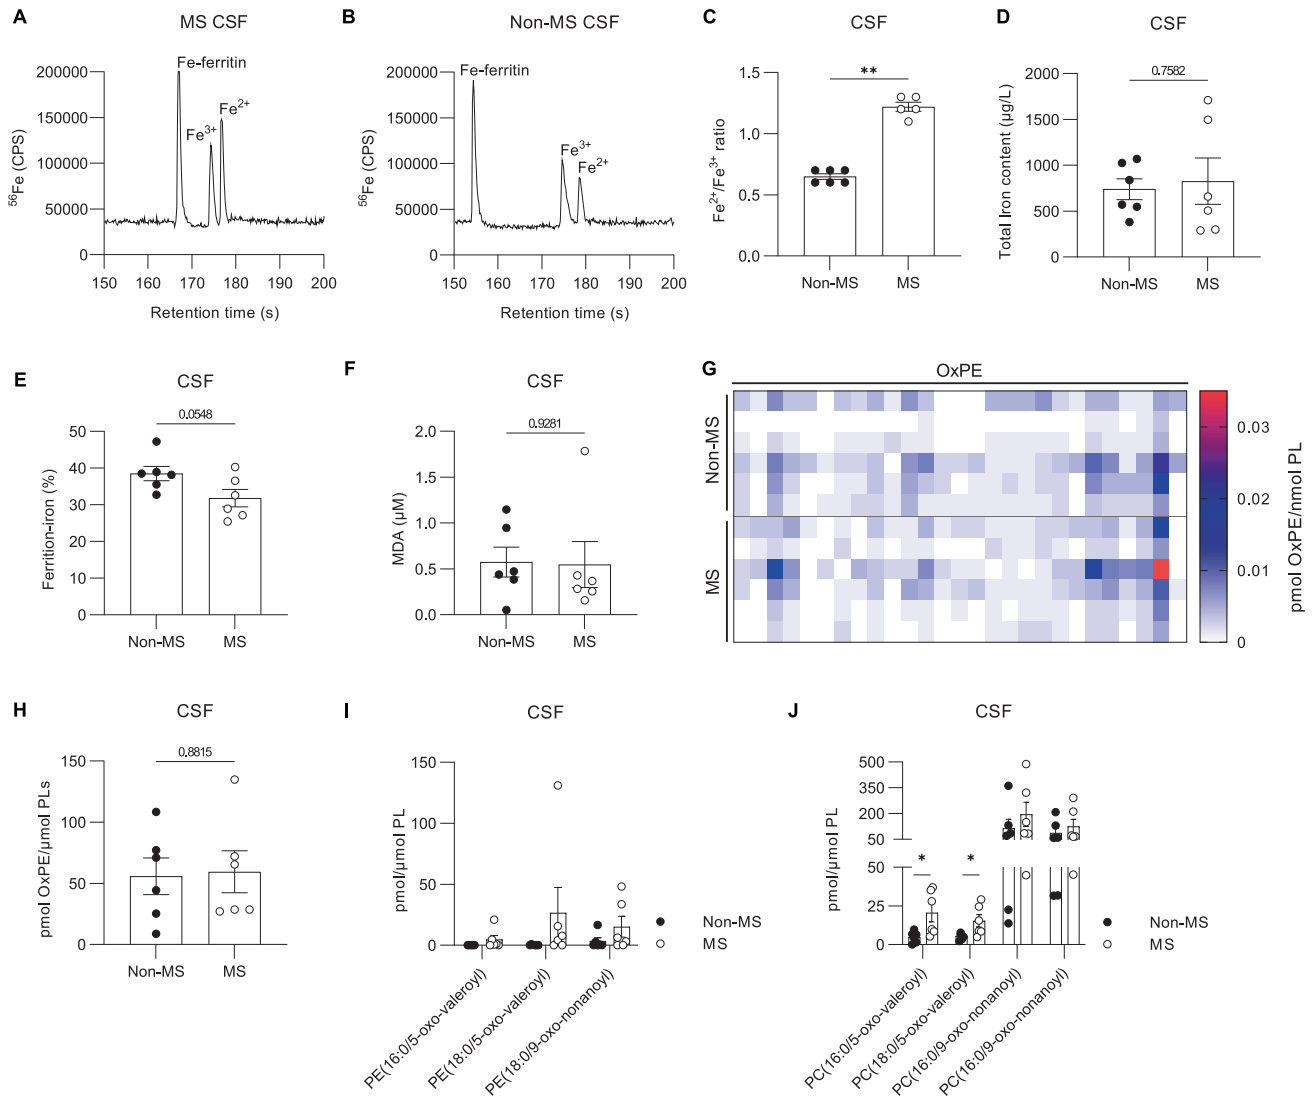 A
MS CSF
Fe-ferritin
Fe3+
Fe2+
56Fe (CPS)
200000
150000
100000
50000
0
150 160 170 180 190 200
Retention time (s)
B
Non-MS CSF
Fe-ferritin
Fe3+
Fe2+
56Fe (CPS)
200000
150000
100000
50000
0
150 160 170 180 190 200
Retention time (s)
C
CSF
**
Fe2+/Fe3+ ratio
1.5
1.0
0.5
0.0
Non-MS MS
D
CSF
0.7582
Total Iron content (µg/L)
2000
1500
1000
500
0
Non-MS MS
E
CSF
0.0548
Ferrition-iron (%)
50
40
30
20
10
0
Non-MS MS
F
CSF
0.9281
MDA (µM)
2.0
1.5
1.0
0.5
0.0
Non-MS MS
G
OxPE
Non-MS
MS
0.03
0.02
0.01
0
pmol OxPE/nmol PL
H
CSF
0.8815
pmol OxPE/µmol PLs
150
100
50
0
Non-MS MS
I
CSF
pmol/µmol PL
150
100
50
0
PE(16:0/5-oxo-valeroyl)
PE(18:0/5-oxo-valeroyl)
PE(18:0/9-oxo-nonanoyl)
Non-MS
MS
J
CSF
pmol/µmol PL
500
350
200
50
50
25
0
*
*
PC(16:0/5-oxo-valeroyl)
PC(18:0/5-oxo-valeroyl)
PC(16:0/9-oxo-nonanoyl)
PC(16:0/9-oxo-nonanoyl)
Non-MS
MS